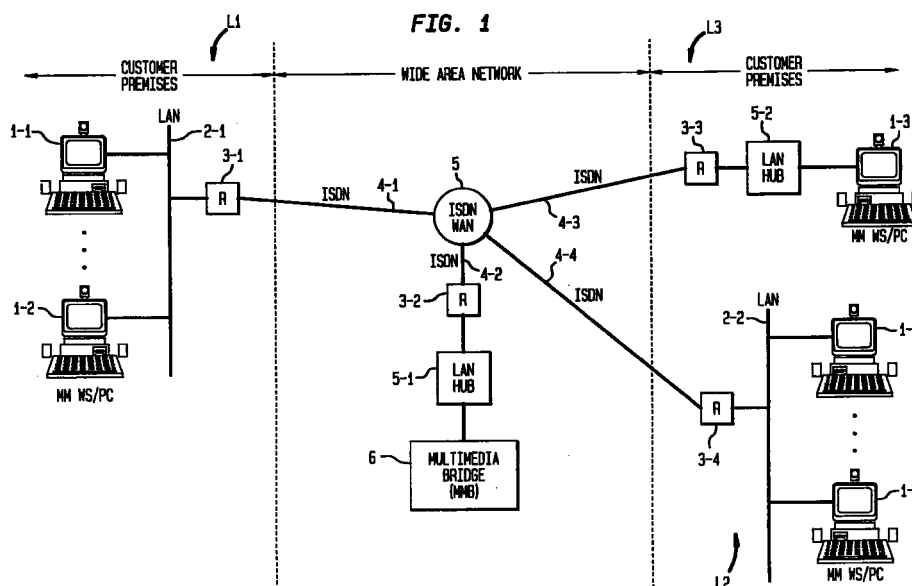 FIG. 1
L1
L3
CUSTOMER PREMISES
WIDE AREA NETWORK
CUSTOMER PREMISES
1-1
LAN
2-1
3-1
R
ISDN
4-1
5
ISDN WAN
ISDN
4-3
3-3
R
5-2
LAN HUB
1-3
MM WS/PC
ISDN
4-2
4-4
ISDN
3-2
R
1-2
MM WS/PC
5-1
LAN HUB
6
MULTIMEDIA BRIDGE (MMB)
LAN
2-2
1-
R
3-4
1-
MM WS/PC
L2